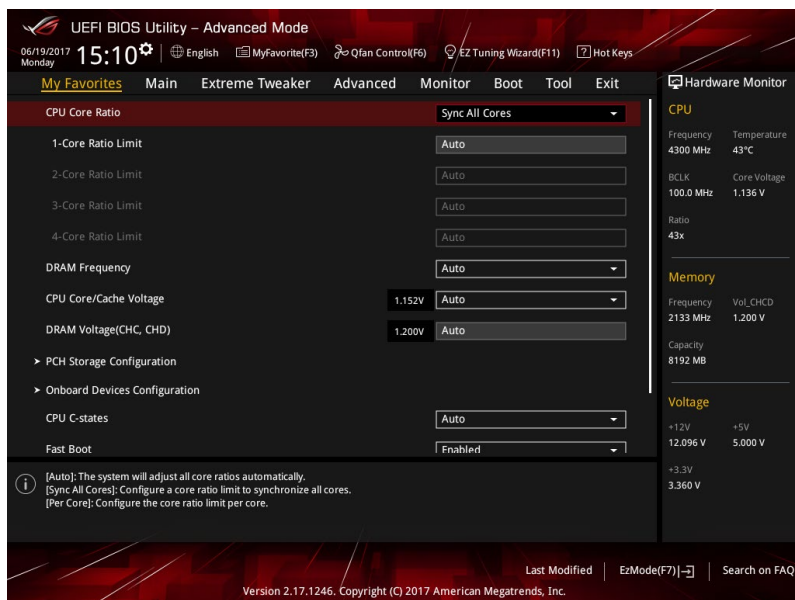 UEFI BIOS Utility – Advanced Mode
06/19/2017 Monday 15:10 English MyFavorite(F3) Qfan Control(F6) EZ Tuning Wizard(F11) ? Hot Keys
My Favorites Main Extreme Tweaker Advanced Monitor Boot Tool Exit
CPU Core Ratio Sync All Cores
1-Core Ratio Limit Auto
2-Core Ratio Limit Auto
3-Core Ratio Limit Auto
4-Core Ratio Limit Auto
DRAM Frequency Auto
CPU Core/Cache Voltage 1.152V Auto
DRAM Voltage(CHC, CHD) 1.200V Auto
PCH Storage Configuration
Onboard Devices Configuration
CPU C-states Auto
Fast Boot Enabled
[Auto]: The system will adjust all core ratios automatically.
[Sync All Cores]: Configure a core ratio limit to synchronize all cores.
[Per Core]: Configure the core ratio limit per core.
Hardware Monitor
CPU
Frequency Temperature
4300 MHz 43°C
BCLK Core Voltage
100.0 MHz 1.136 V
Ratio
43x
Memory
Frequency Vol_CHCD
2133 MHz 1.200 V
Capacity
8192 MB
Voltage
+12V +5V
12.096 V 5.000 V
+3.3V
3.360 V
Last Modified EzMode(F7) Search on FAQ
Version 2.17.1246. Copyright (C) 2017 American Megatrends, Inc.